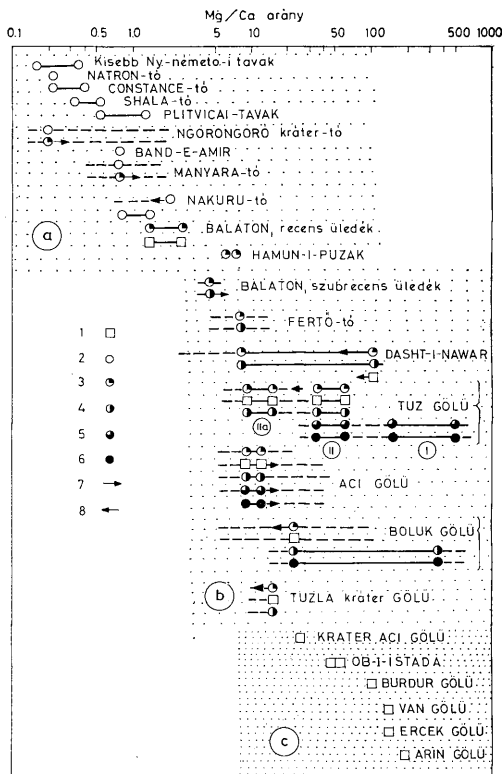 Mg/Ca arány
0.1 0.5 1 5 10 50 100 500 1000
Kisebb Ny.-németo-i tavak
NATRON-tó
CONSTANCE-tó
SHALA-tó
PLITVICAI-TAVAK
NGORONGORO kráter-tó
BAND-E-AMIR
MANYARA-tó
NAKURU-tó
a
BALATON, recens üledék
HAMUN-I-PUZAK
BALATON, szubrecens üledék
1
FERTŐ-tó
2
3
DASHT-I-NAWAR
4
TUZ GÖLÜ
5
IIa II I
6
7
ACI GÖLÜ
8
BOLUK GÖLÜ
b
TUZLA kráter GÖLÜ
KRATER ACI GÖLÜ
OB-I-ISTADA
BURDUR GÖLÜ
VAN GÖLÜ
c
ERCEK GÖLÜ
ARIN GÖLÜ